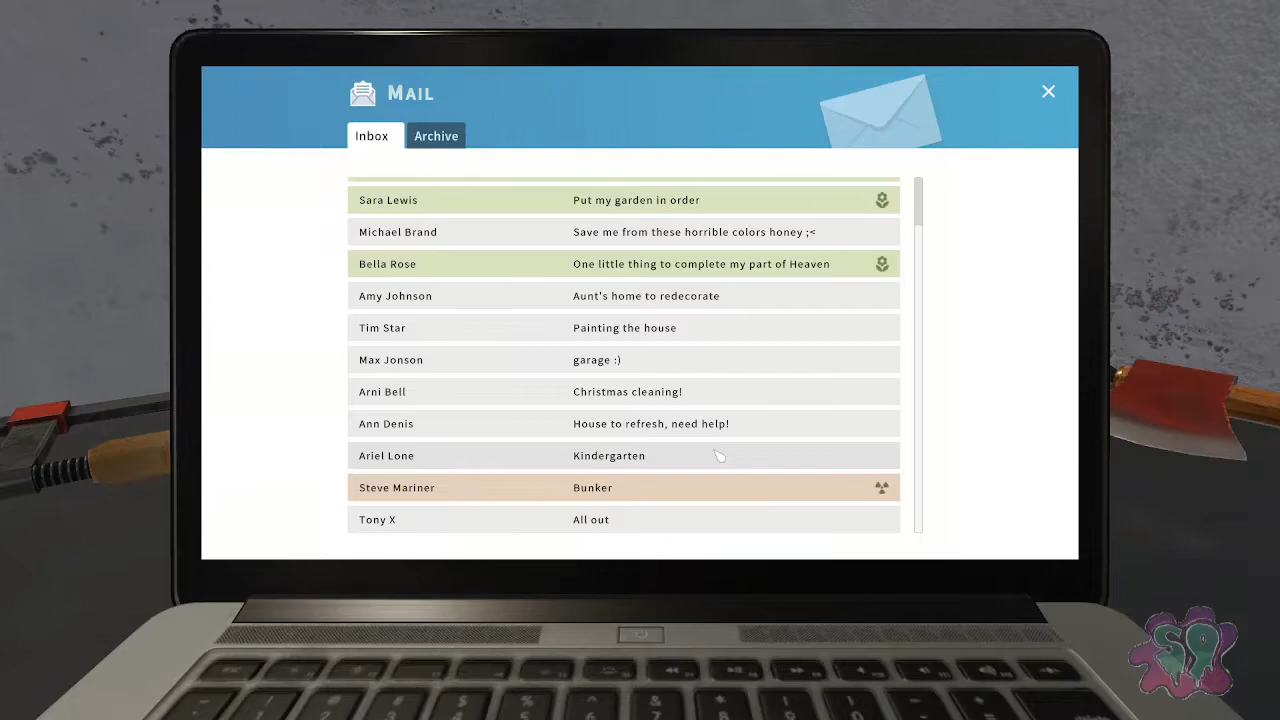 MAIL
Inbox Archive
Sara Lewis Put my garden in order
Michael Brand Save me from these horrible colors honey ;<
Bella Rose One little thing to complete my part of Heaven
Amy Johnson Aunt's home to redecorate
Tim Star Painting the house
Max Jonson garage :)
Arni Bell Christmas cleaning!
Ann Denis House to refresh, need help!
Ariel Lone Kindergarten
Steve Mariner Bunker
Tony X All out
S9